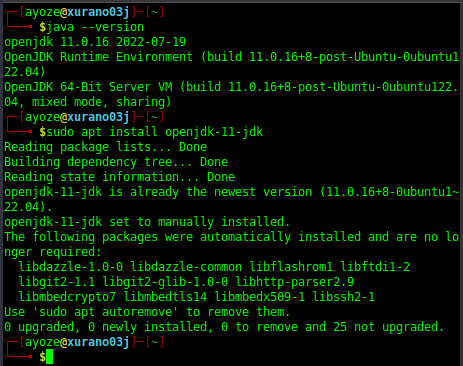 ┌─[ayoze@xurano03j]─[~]
└──╼ $java --version
openjdk 11.0.16 2022-07-19
OpenJDK Runtime Environment (build 11.0.16+8-post-Ubuntu-0ubuntu1
22.04)
OpenJDK 64-Bit Server VM (build 11.0.16+8-post-Ubuntu-0ubuntu122.
04, mixed mode, sharing)
┌─[ayoze@xurano03j]─[~]
└──╼ $sudo apt install openjdk-11-jdk
Reading package lists... Done
Building dependency tree... Done
Reading state information... Done
openjdk-11-jdk is already the newest version (11.0.16+8-0ubuntu1~
22.04).
openjdk-11-jdk set to manually installed.
The following packages were automatically installed and are no lo
nger required:
  libdazzle-1.0-0 libdazzle-common libflashrom1 libftdi1-2
  libgit2-1.1 libgit2-glib-1.0-0 libhttp-parser2.9
  libmbedcrypto7 libmbedtls14 libmbedx509-1 libssh2-1
Use 'sudo apt autoremove' to remove them.
0 upgraded, 0 newly installed, 0 to remove and 25 not upgraded.
┌─[ayoze@xurano03j]─[~]
└──╼ $